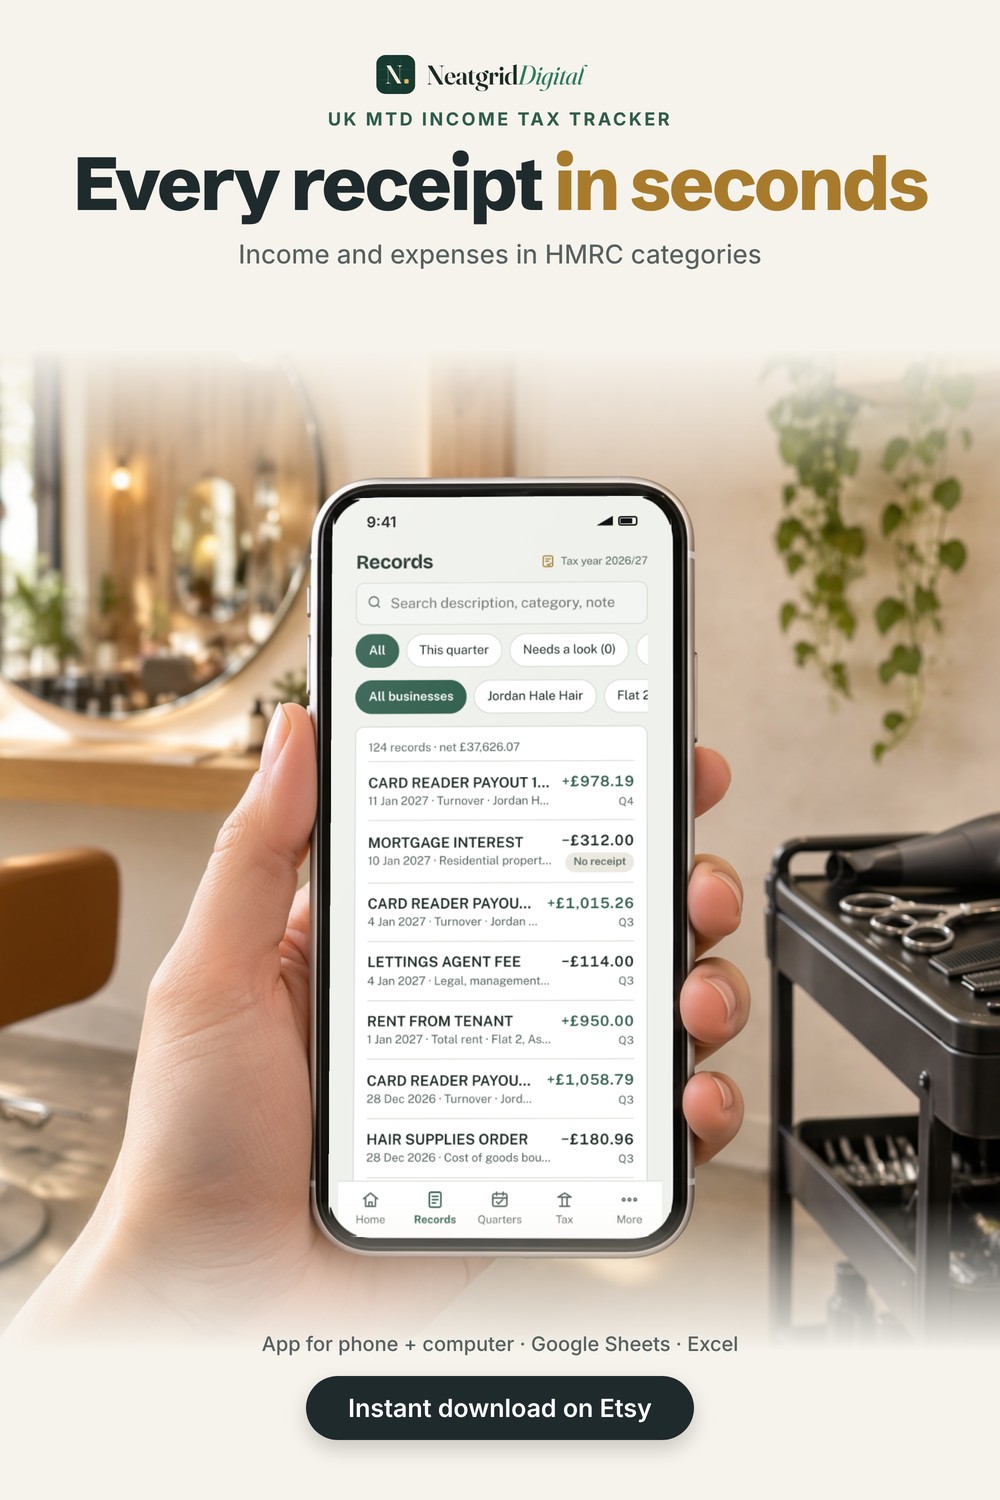 N. NeatgridDigital
UK MTD INCOME TAX TRACKER
Every receipt in seconds
Income and expenses in HMRC categories
9:41
Records
Tax year 2026/27
Search description, category, note
All
This quarter
Needs a look (0)
All businesses
Jordan Hale Hair
Flat 2
124 records · net £37,626.07
CARD READER PAYOUT 1... +£978.19
11 Jan 2027 · Turnover · Jordan H... Q4
MORTGAGE INTEREST −£312.00
10 Jan 2027 · Residential propert... No receipt
CARD READER PAYOU... +£1,015.26
4 Jan 2027 · Turnover · Jordan ... Q3
LETTINGS AGENT FEE −£114.00
4 Jan 2027 · Legal, management... Q3
RENT FROM TENANT +£950.00
1 Jan 2027 · Total rent · Flat 2, As... Q3
CARD READER PAYOU... +£1,058.79
28 Dec 2026 · Turnover · Jord... Q3
HAIR SUPPLIES ORDER −£180.96
28 Dec 2026 · Cost of goods bou... Q3
Home Records Quarters Tax More
App for phone + computer · Google Sheets · Excel
Instant download on Etsy